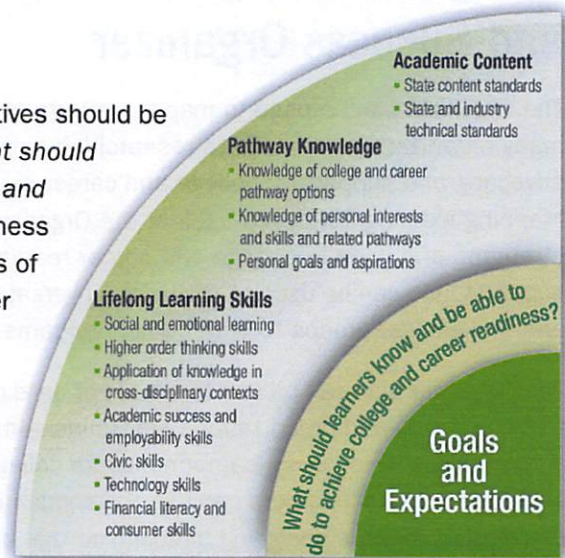 tives should be
t should
and
ness
s of
er
Academic Content
▪ State content standards
▪ State and industry
technical standards
Pathway Knowledge
▪ Knowledge of college and career
pathway options
▪ Knowledge of personal interests
and skills and related pathways
▪ Personal goals and aspirations
Lifelong Learning Skills
▪ Social and emotional learning
▪ Higher order thinking skills
▪ Application of knowledge in
cross-disciplinary contexts
▪ Academic success and
employability skills
▪ Civic skills
▪ Technology skills
▪ Financial literacy and
consumer skills
What should learners know and be able to
do to achieve college and career readiness?
Goals
and
Expectations